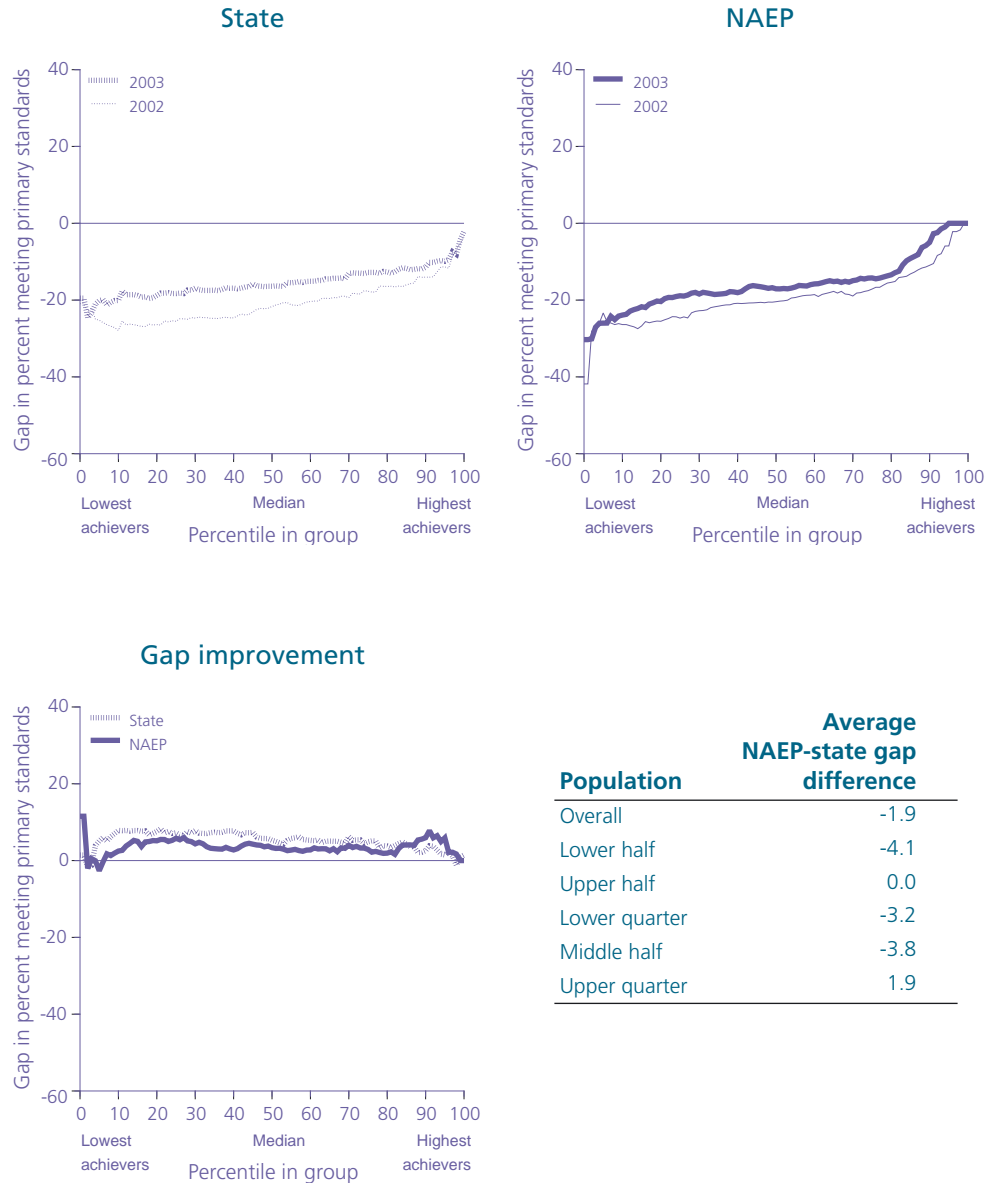 State
Gap in percent meeting primary standards
40
20
0
-20
-40
-60
2003
2002
0 10 20 30 40 50 60 70 80 90 100
Lowest achievers
Median
Highest achievers
Percentile in group
NAEP
Gap in percent meeting primary standards
40
20
0
-20
-40
-60
2003
2002
0 10 20 30 40 50 60 70 80 90 100
Lowest achievers
Median
Highest achievers
Percentile in group
Gap improvement
Gap in percent meeting primary standards
40
20
0
-20
-40
-60
State
NAEP
0 10 20 30 40 50 60 70 80 90 100
Lowest achievers
Median
Highest achievers
Percentile in group
Average
NAEP-state gap
Population difference
Overall -1.9
Lower half -4.1
Upper half 0.0
Lower quarter -3.2
Middle half -3.8
Upper quarter 1.9